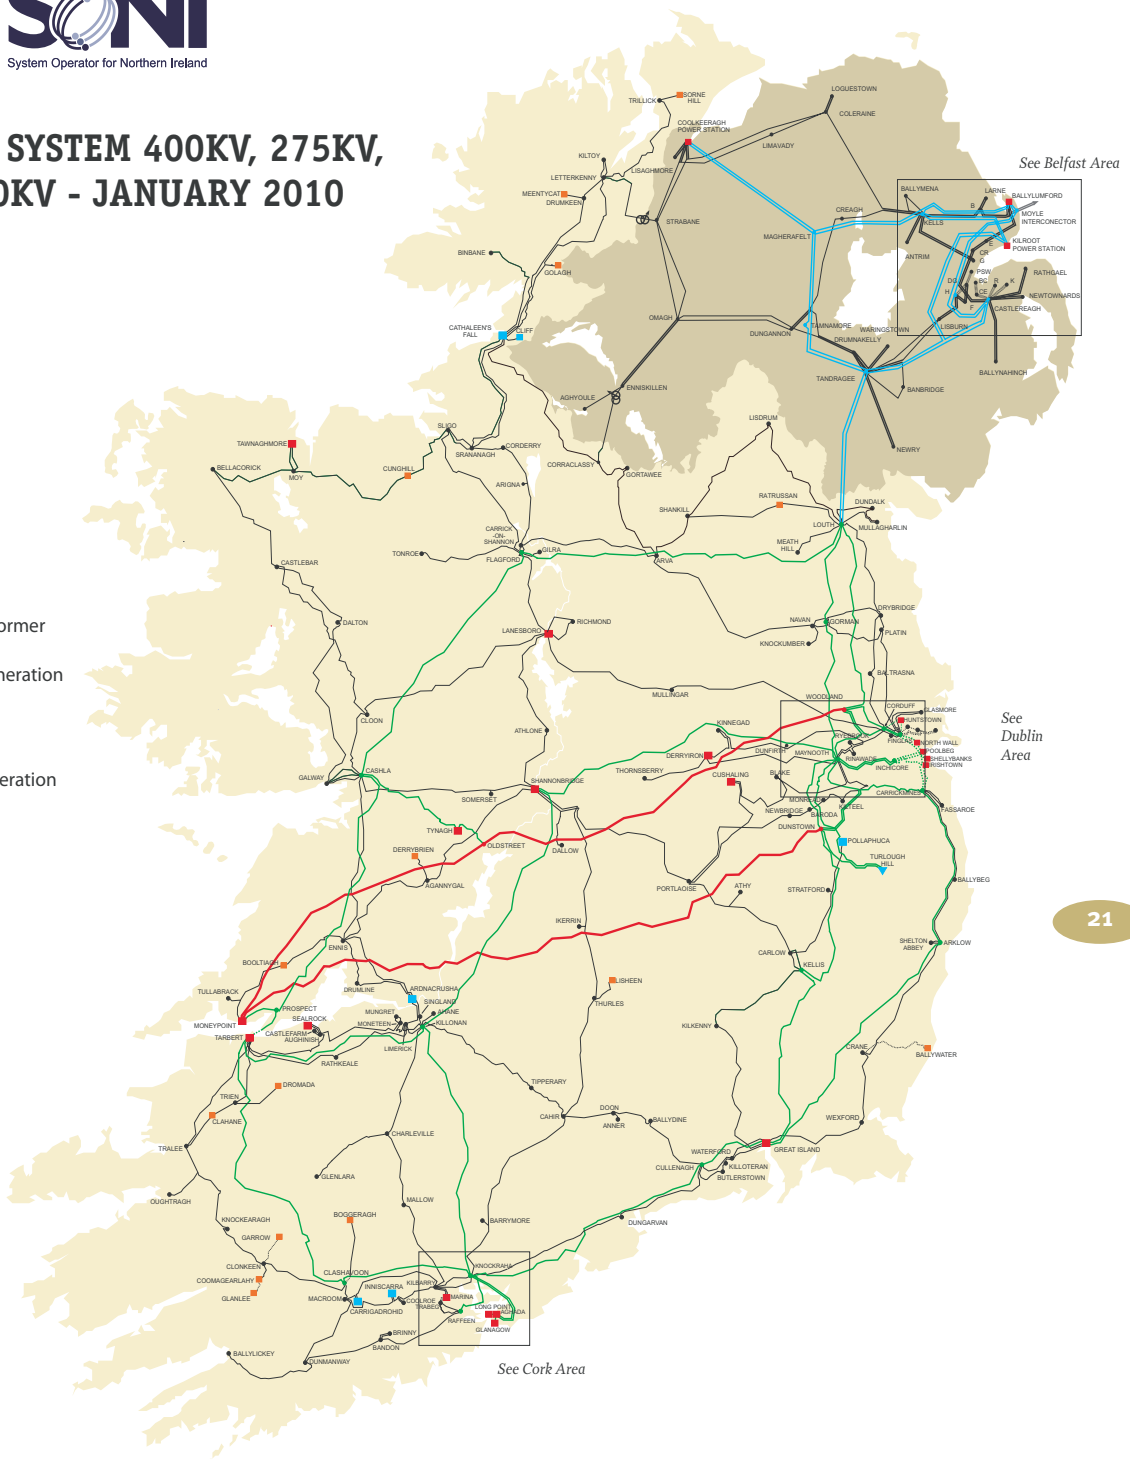 SONI
System Operator for Northern Ireland
SYSTEM 400KV, 275KV,
0KV - JANUARY 2010
ormer
neration
eration
See Belfast Area
See
Dublin
Area
See Cork Area
21
SORNE
HILL
TRILLICK
COOLKEERAGH
POWER STATION
LOGUESTOWN
COLERAINE
LIMAVADY
KILTOY
LISAGHMORE
LETTERKENNY
MEENTYCAT
DRUMKEEN
STRABANE
BALLYMENA
LARNE
BALLYLUMFORD
B
CREAGH
KELLS
MOYLE
INTERCONECTOR
MAGHERAFELT
E
KILROOT
POWER STATION
ANTRIM
CR
G
BINBANE
GOLAGH
PSW
RATHGAEL
BC
R
K
H
CE
NEWTOWNARDS
F
CASTLEREAGH
OMAGH
CATHALEEN'S
FALL
CLIFF
DUNGANNON
TAMNAMORE
WARINGSTOWN
LISBURN
DRUMNAKELLY
BALLYNAHINCH
TANDRAGEE
BANBRIDGE
ENNISKILLEN
AGHYOULE
LISDRUM
NEWRY
SLIGO
TAWNAGHMORE
SRANANAGH
CORDERRY
BELLACORICK
MOY
CUNGHILL
CORRACLASSY
GORTAWEE
ARIGNA
RATRUSSAN
DUNDALK
SHANKILL
LOUTH
MULLAGHARLIN
CARRICK
-ON-
SHANNON
GILRA
MEATH
HILL
TONROE
FLAGFORD
ARVA
CASTLEBAR
DRYBRIDGE
DALTON
RICHMOND
NAVAN
GORMAN
LANESBORO
PLATIN
KNOCKUMBER
BALTRASNA
MULLINGAR
WOODLAND
CLOON
CORDUFF
GLASMORE
HUNTSTOWN
ATHLONE
KINNEGAD
RYEBROOK
FINGLAS
NORTH WALL
DUNFIRTH
MAYNOOTH
POOLBEG
DERRYIRON
RINAWADE
SHELLYBANKS
IRISHTOWN
INCHICORE
GALWAY
CASHLA
SHANNONBRIDGE
THORNSBERRY
CUSHALING
BLAKE
CARRICKMINES
SOMERSET
MONREAD
KILTEEL
FASSAROE
NEWBRIDGE
BARODA
TYNAGH
DUNSTOWN
OLDSTREET
POLLAPHUCA
DERRYBRIEN
DALLOW
TURLOUGH
HILL
AGANNYGAL
PORTLAOISE
ATHY
STRATFORD
BALLYBEG
IKERRIN
ENNIS
SHELTON
ABBEY
ARKLOW
CARLOW
BOOLTIAGH
KELLIS
DRUMLINE
LISHEEN
ARDNACRUSHA
TULLABRACK
SINGLAND
THURLES
PROSPECT
MUNGRET
AHANE
MONEYPOINT
SEALROCK
MONETEEN
KILLONAN
KILKENNY
TARBERT
CASTLEFARM
AUGHINISH
LIMERICK
CRANE
BALLYWATER
RATHKEALE
DROMADA
TIPPERARY
TRIEN
DOON
CAHIR
ANNER
BALLYDINE
WEXFORD
CLAHANE
CHARLEVILLE
TRALEE
WATERFORD
GREAT ISLAND
CULLENAGH
KILLOTERAN
BUTLERSTOWN
GLENLARA
OUGHTRAGH
MALLOW
BOGGERAGH
BARRYMORE
DUNGARVAN
KNOCKEARAGH
GARROW
CLONKEEN
KNOCKRAHA
CLASHAVOON
KILBARRY
COOMAGEARLAHY
INNISCARRA
GLANLEE
MACROOM
MARINA
CARRIGADROHID
COOLROE
TRABEG
LONG POINT
AGHADA
RAFFEEN
GLANAGOW
BRINNY
BANDON
BALLYLICKEY
DUNMANWAY